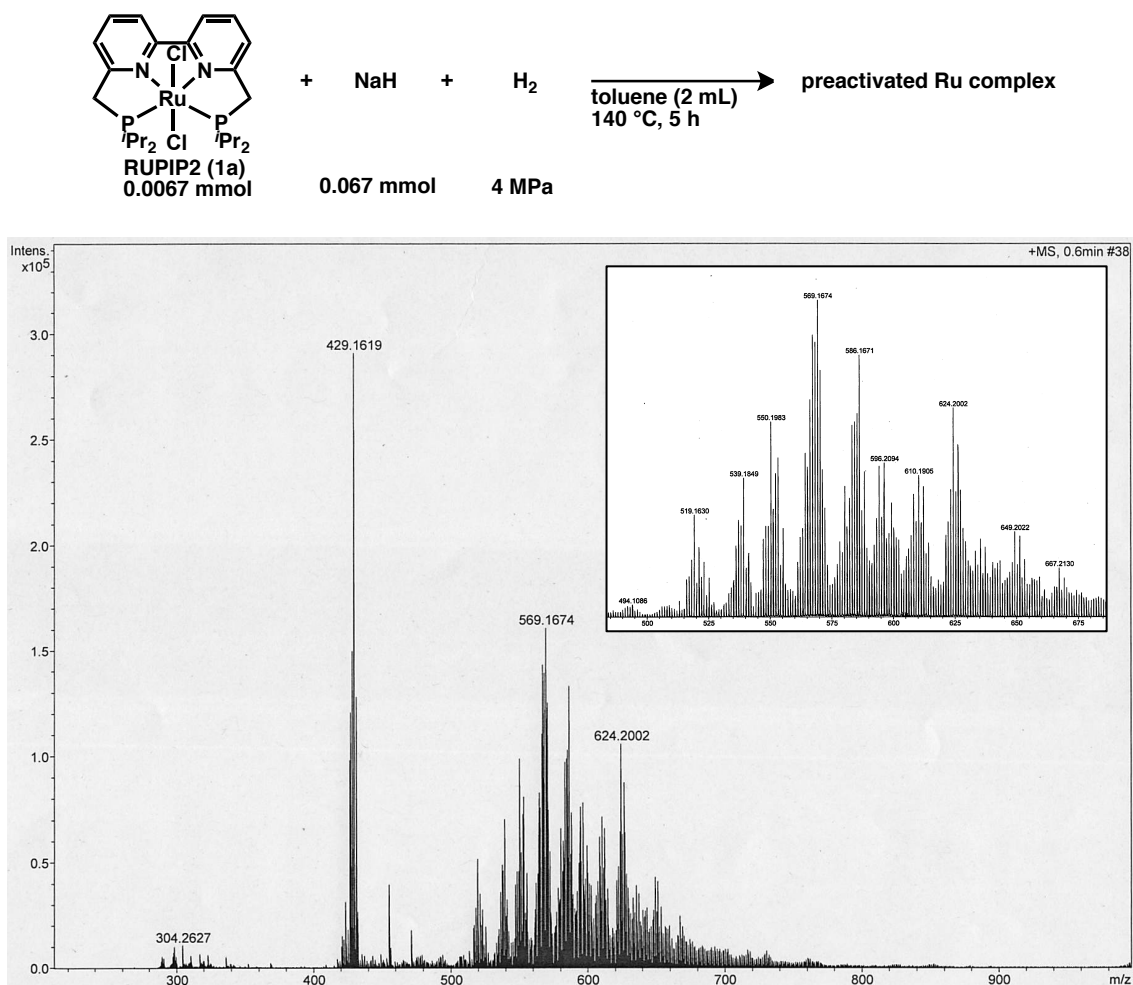 Cl
N N
+ NaH + H2 preactivated Ru complex
Ru
toluene (2 mL)
140 °C, 5 h
P P
iPr2 Cl iPr2
RUPIP2 (1a)
0.0067 mmol 0.067 mmol 4 MPa
Intens.
x10^5
+MS, 0.6min #38
569.1674
586.1671
624.2002
550.1983
596.2094
539.1849
610.1905
519.1630
649.2022
667.2130
494.1086
500 525 550 575 600 625 650 675
3.0
429.1619
2.5
2.0
569.1674
1.5
624.2002
1.0
0.5
304.2627
0.0
300 400 500 600 700 800 900 m/z